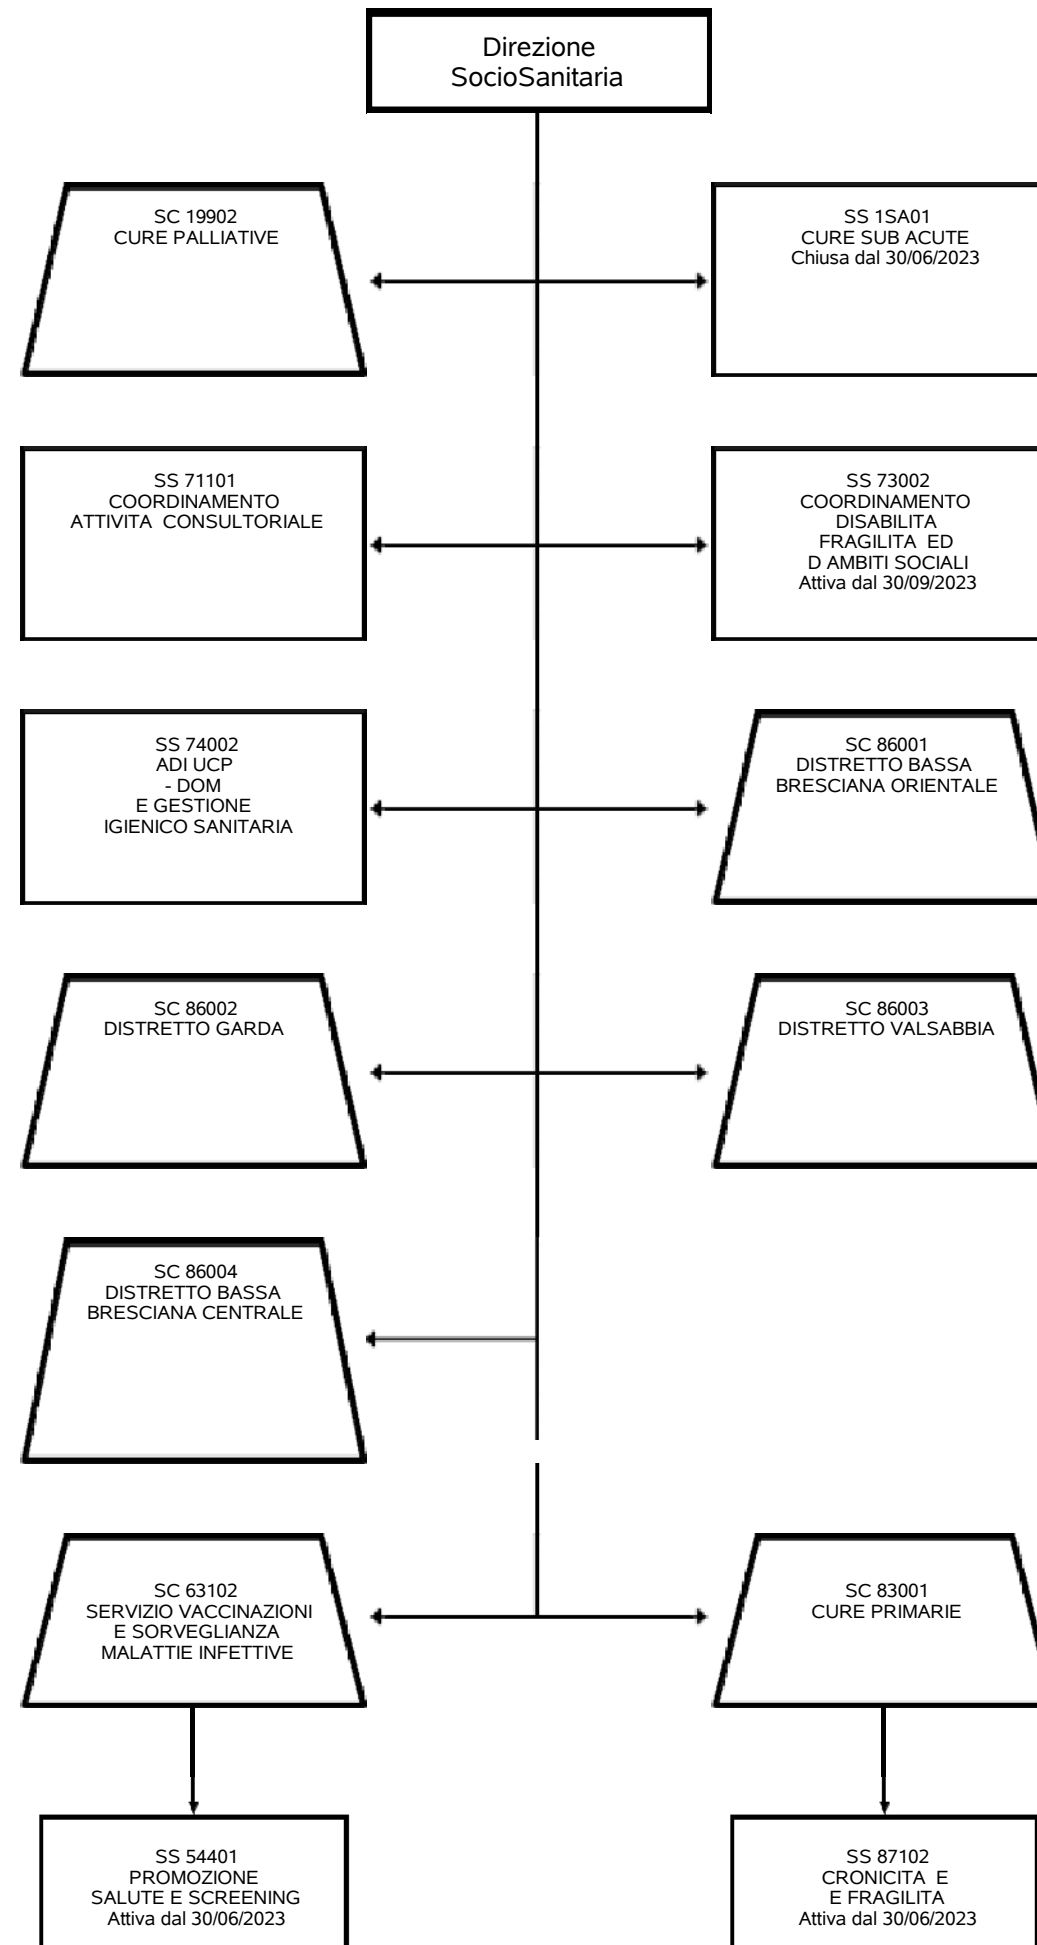 Direzione
SocioSanitaria
SC 19902
CURE PALLIATIVE
SS 1SA01
CURE SUB ACUTE
Chiusa dal 30/06/2023
SS 71101
COORDINAMENTO
ATTIVITA CONSULTORIALE
SS 73002
COORDINAMENTO
DISABILITA
FRAGILITA ED
D AMBITI SOCIALI
Attiva dal 30/09/2023
SS 74002
ADI UCP
- DOM
E GESTIONE
IGIENICO SANITARIA
SC 86001
DISTRETTO BASSA
BRESCIANA ORIENTALE
SC 86002
DISTRETTO GARDA
SC 86003
DISTRETTO VALSABBIA
SC 86004
DISTRETTO BASSA
BRESCIANA CENTRALE
SC 63102
SERVIZIO VACCINAZIONI
E SORVEGLIANZA
MALATTIE INFETTIVE
SC 83001
CURE PRIMARIE
SS 54401
PROMOZIONE
SALUTE E SCREENING
Attiva dal 30/06/2023
SS 87102
CRONICITA E
E FRAGILITA
Attiva dal 30/06/2023